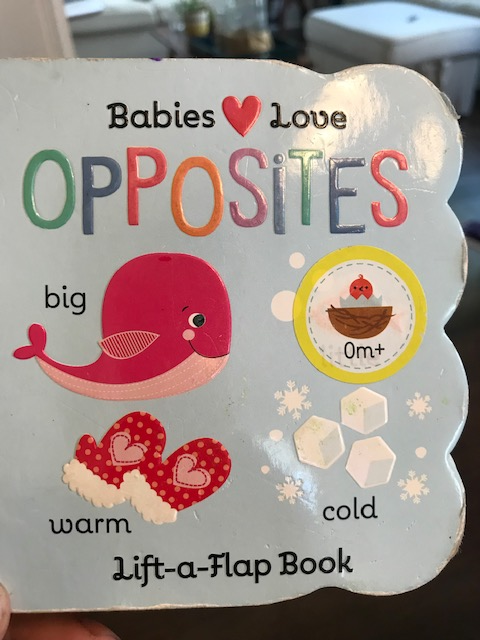 Babies Love
OPPOSITES
big
0m+
warm
cold
Lift-a-Flap Book